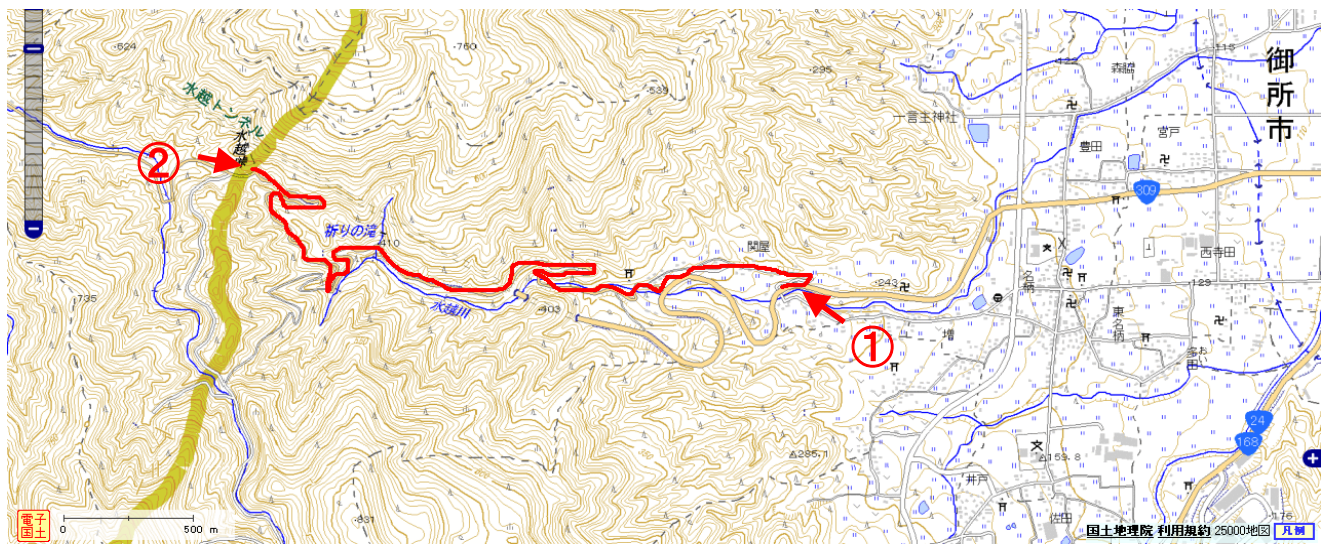 ・624
・760
・539
・295
・122
森脇
115
御所市
水越トンネル
水越峠
一言主神社
豊田
宮戸
②
309
祈りの滝
・410
関屋
名柄
西寺田
・735
水越川
・403
・243
129
①
増
東名柄
多田
24
168
△285.1
△159.8
井戸
佐田
・831
・176
電子
国土
0
500 m
国土地理院 利用規約 25000地図
凡例